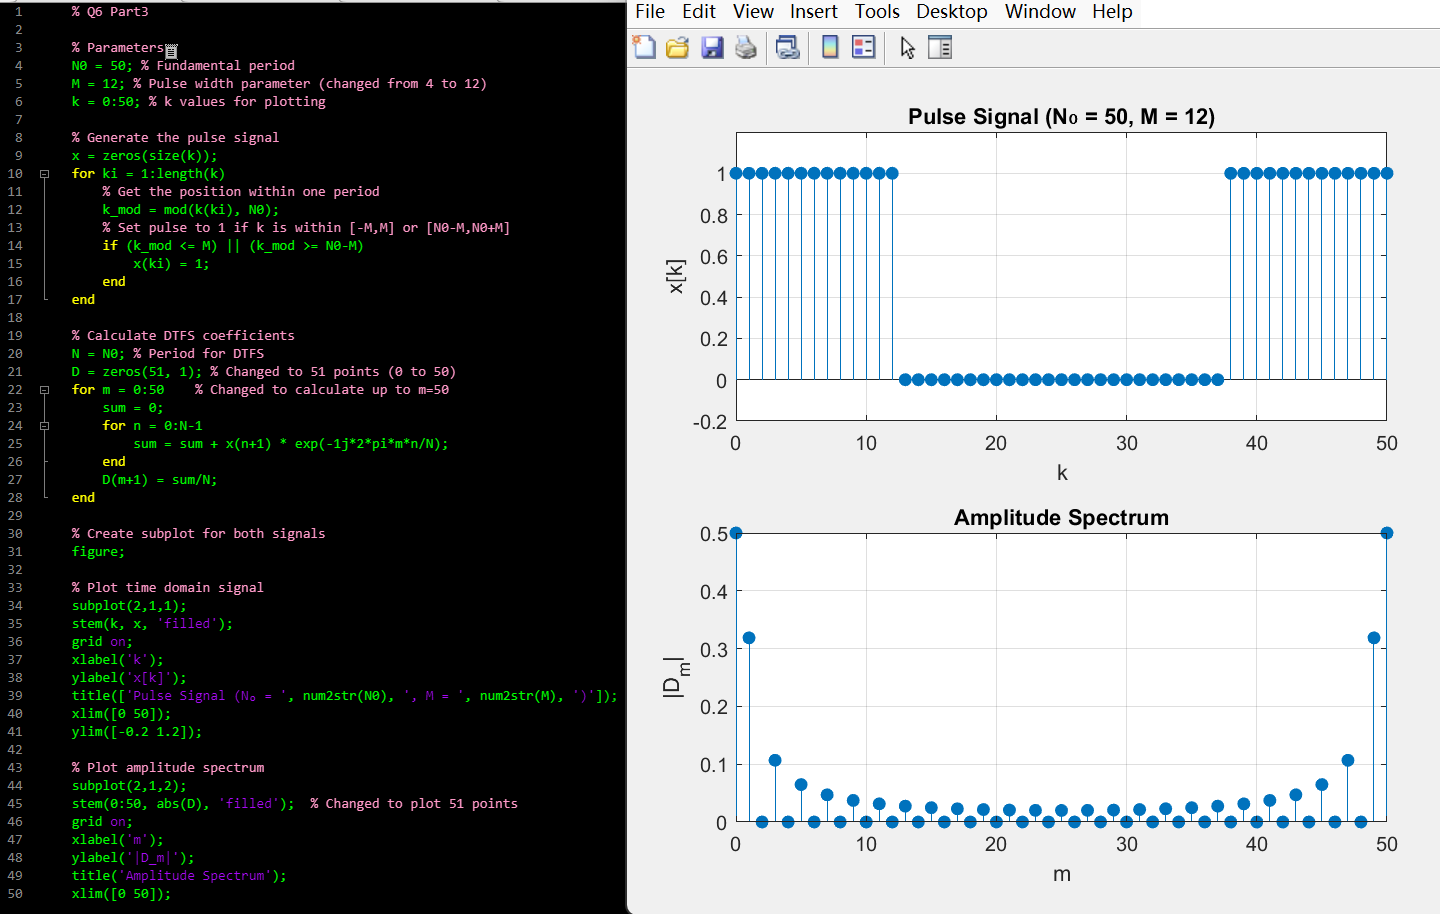 1 % Q6 Part3
2
3 % Parameters
4 N0 = 50; % Fundamental period
5 M = 12; % Pulse width parameter (changed from 4 to 12)
6 k = 0:50; % k values for plotting
7
8 % Generate the pulse signal
9 x = zeros(size(k));
10 for ki = 1:length(k)
11 % Get the position within one period
12 k_mod = mod(k(ki), N0);
13 % Set pulse to 1 if k is within [-M,M] or [N0-M,N0+M]
14 if (k_mod <= M) || (k_mod >= N0-M)
15 x(ki) = 1;
16 end
17 end
18
19 % Calculate DTFS coefficients
20 N = N0; % Period for DTFS
21 D = zeros(51, 1); % Changed to 51 points (0 to 50)
22 for m = 0:50 % Changed to calculate up to m=50
23 sum = 0;
24 for n = 0:N-1
25 sum = sum + x(n+1) * exp(-1j*2*pi*m*n/N);
26 end
27 D(m+1) = sum/N;
28 end
29
30 % Create subplot for both signals
31 figure;
32
33 % Plot time domain signal
34 subplot(2,1,1);
35 stem(k, x, 'filled');
36 grid on;
37 xlabel('k');
38 ylabel('x[k]');
39 title(['Pulse Signal (N₀ = ', num2str(N0), ', M = ', num2str(M), ')']);
40 xlim([0 50]);
41 ylim([-0.2 1.2]);
42
43 % Plot amplitude spectrum
44 subplot(2,1,2);
45 stem(0:50, abs(D), 'filled'); % Changed to plot 51 points
46 grid on;
47 xlabel('m');
48 ylabel('|D_m|');
49 title('Amplitude Spectrum');
50 xlim([0 50]);
File Edit View Insert Tools Desktop Window Help
Pulse Signal (N₀ = 50, M = 12)
1
0.8
0.6
0.4
0.2
0
-0.2
x[k]
0 10 20 30 40 50
k
Amplitude Spectrum
0.5
0.4
0.3
0.2
0.1
0
|Dm|
0 10 20 30 40 50
m